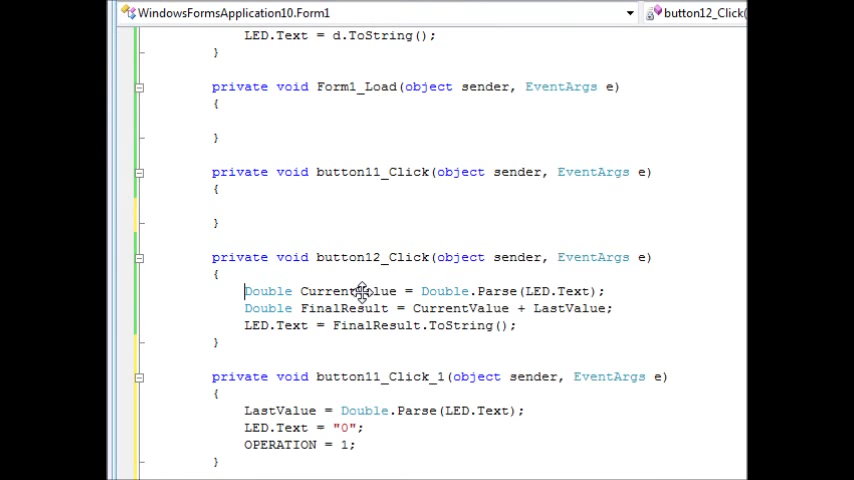 WindowsFormsApplication10.Form1
button12_Click(
LED.Text = d.ToString();
}
private void Form1_Load(object sender, EventArgs e)
{
}
private void button11_Click(object sender, EventArgs e)
{
}
private void button12_Click(object sender, EventArgs e)
{
Double CurrentValue = Double.Parse(LED.Text);
Double FinalResult = CurrentValue + LastValue;
LED.Text = FinalResult.ToString();
}
private void button11_Click_1(object sender, EventArgs e)
{
LastValue = Double.Parse(LED.Text);
LED.Text = "0";
OPERATION = 1;
}